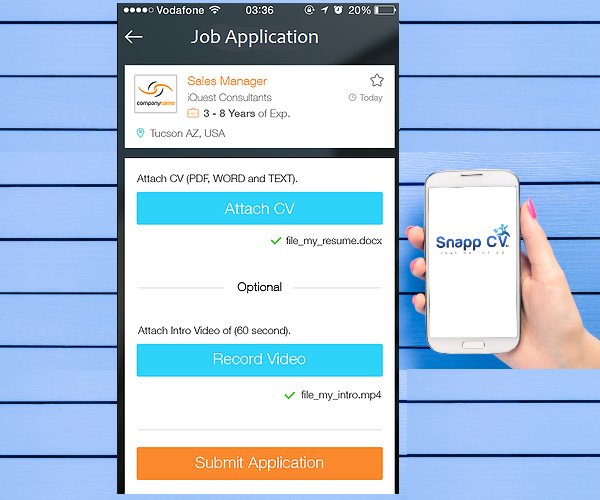 Vodafone 03:36 20%
Job Application
Sales Manager
iQuest Consultants
Today
3 - 8 Years of Exp.
Tucson AZ, USA
companyname
Attach CV (PDF, WORD and TEXT).
Attach CV
file_my_resume.docx
Optional
Attach Intro Video of (60 second).
Record Video
file_my_intro.mp4
Submit Application
Snapp CV